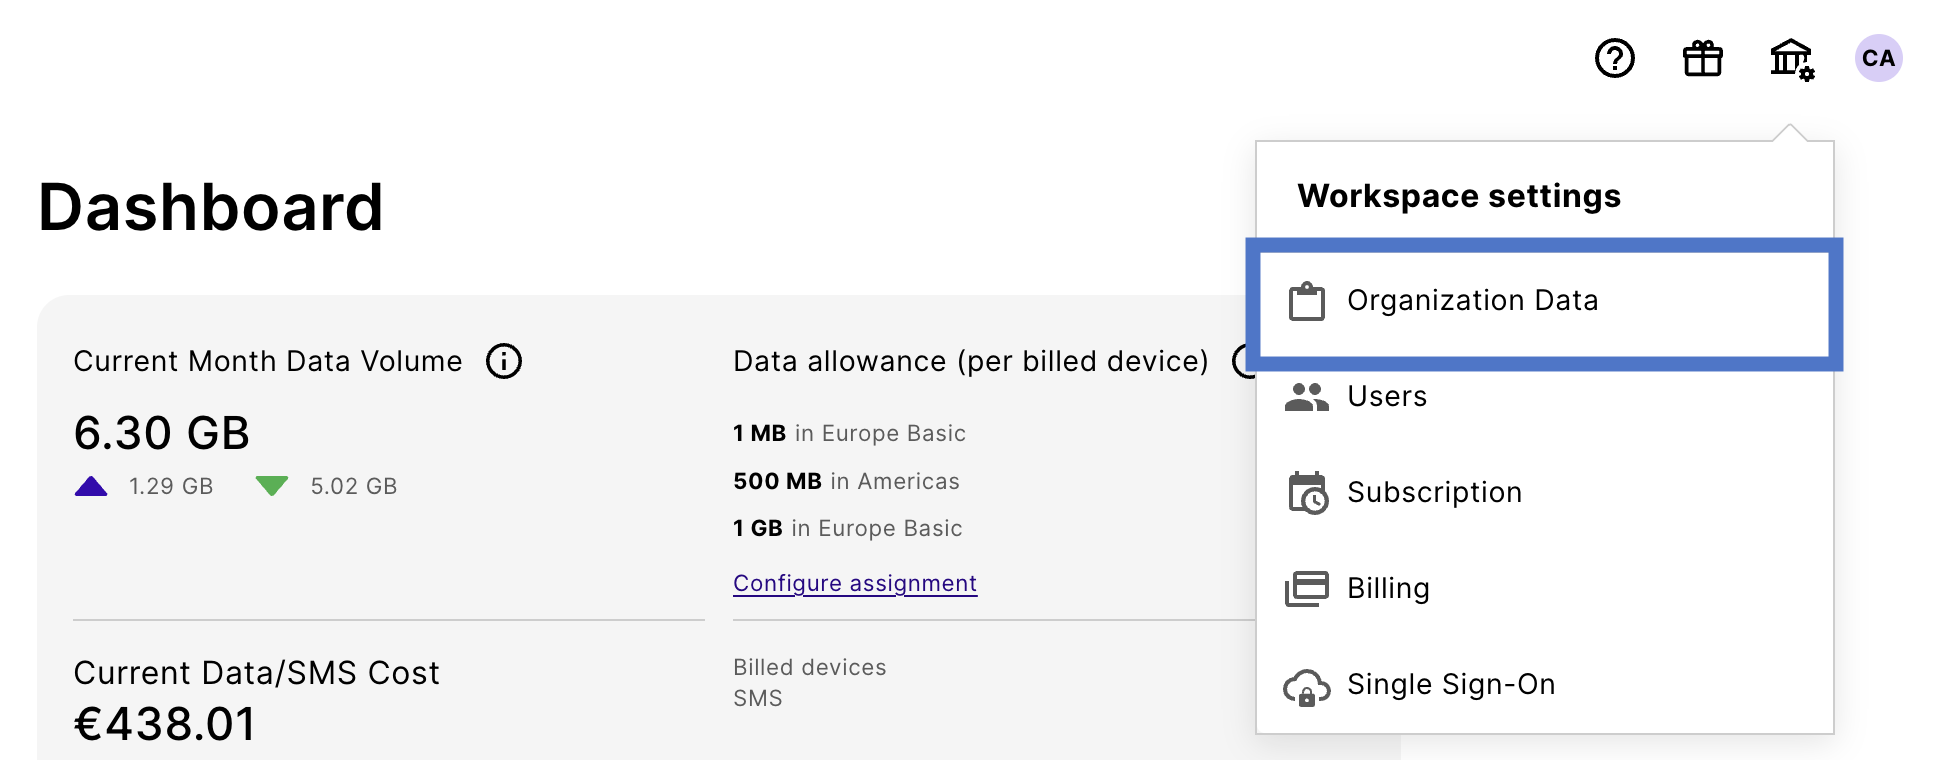 CA
Dashboard
Workspace settings
Organization Data
Users
Subscription
Billing
Single Sign-On
Current Month Data Volume
6.30 GB
1.29 GB 5.02 GB
Data allowance (per billed device)
1 MB in Europe Basic
500 MB in Americas
1 GB in Europe Basic
Configure assignment
Current Data/SMS Cost
€438.01
Billed devices
SMS